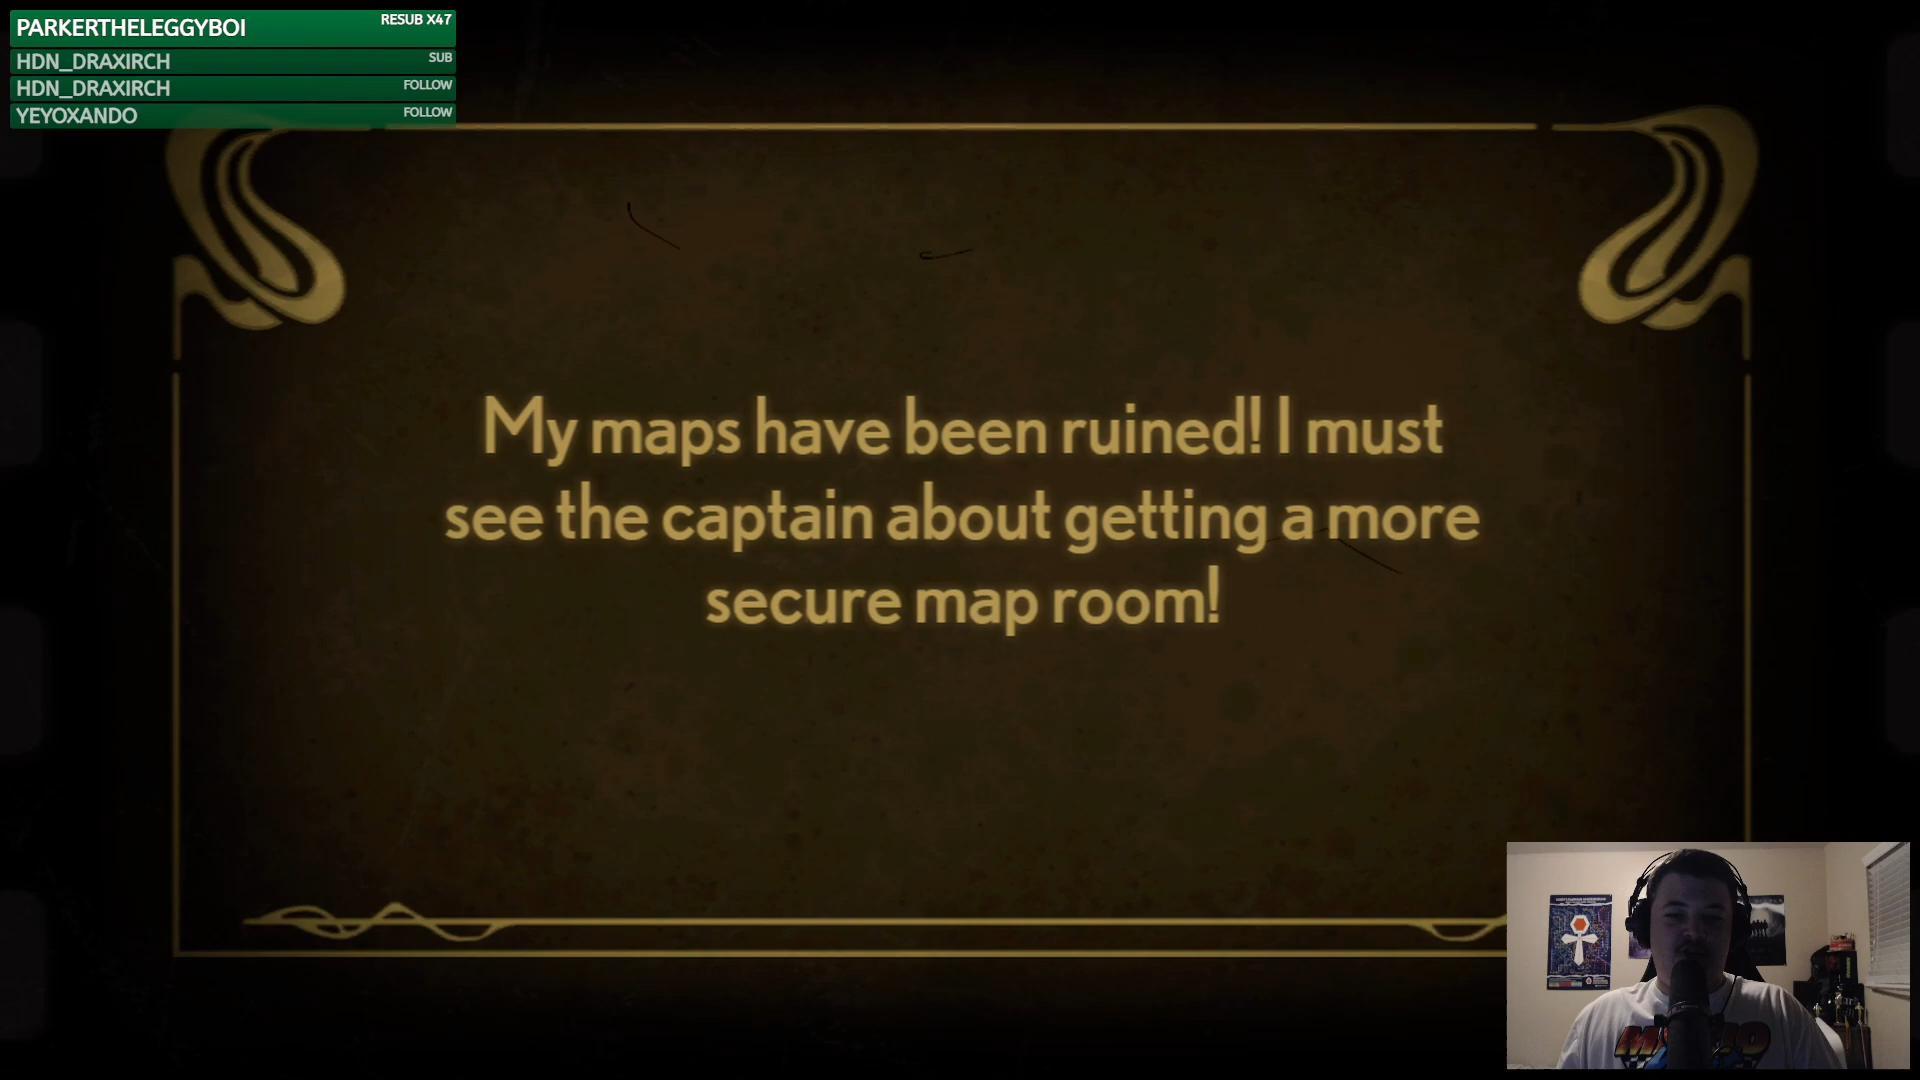 PARKERTHELEGGYBOI RESUB X47
HDN_DRAXIRCH SUB
HDN_DRAXIRCH FOLLOW
YEYOXANDO FOLLOW
My maps have been ruined! I must
see the captain about getting a more
secure map room!